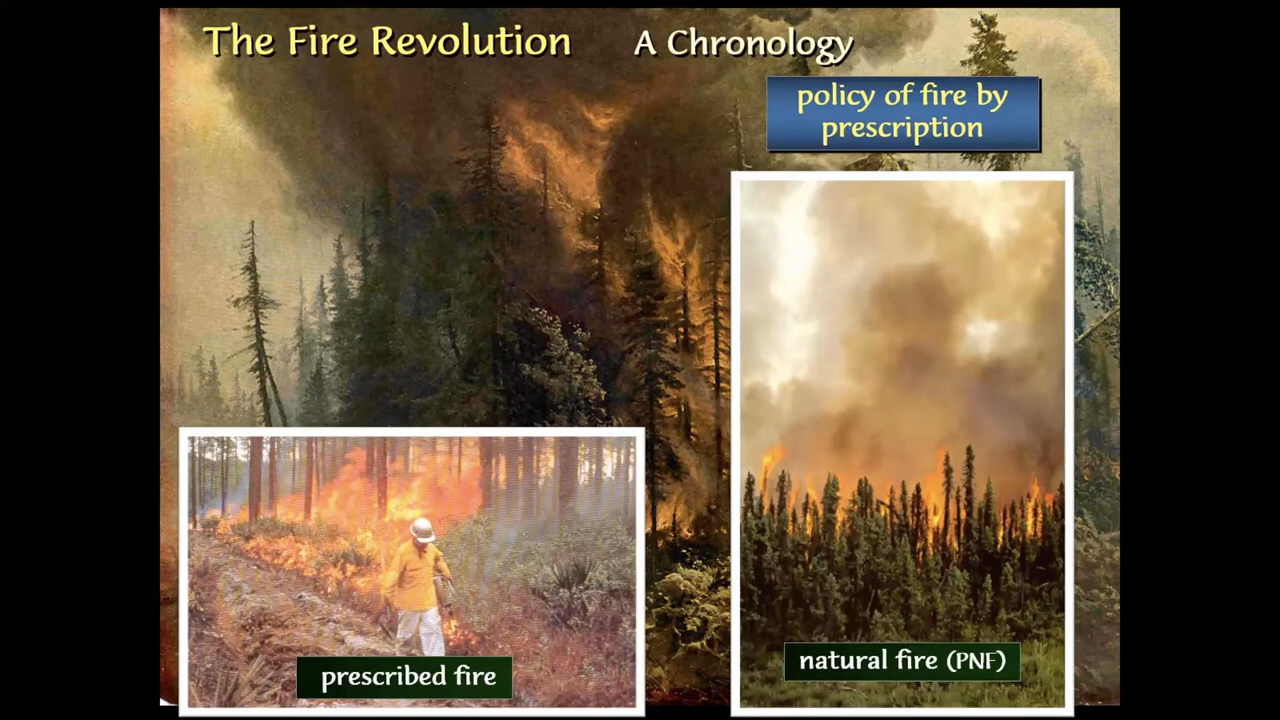 The Fire Revolution A Chronology
policy of fire by
prescription
prescribed fire
natural fire (PNF)